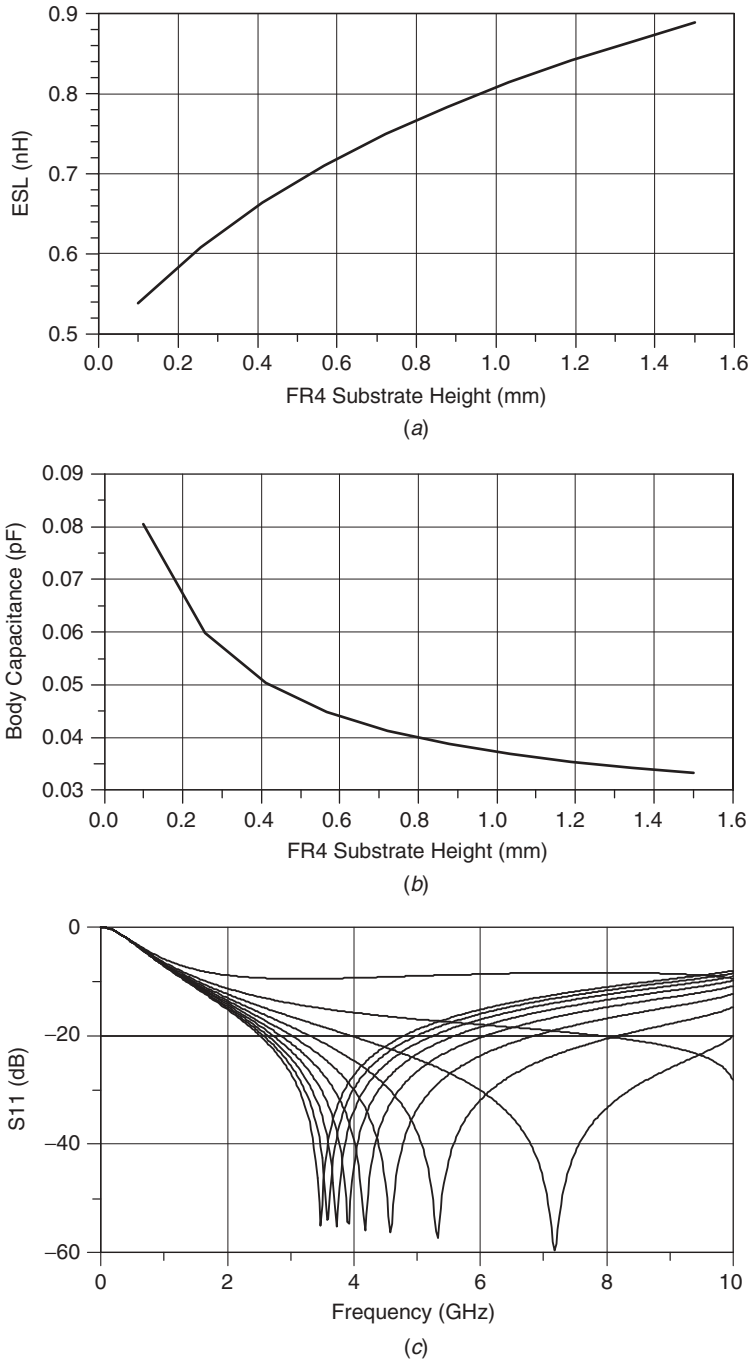 0.9
0.8
0.7
0.6
0.5
ESL (nH)
0.0 0.2 0.4 0.6 0.8 1.0 1.2 1.4 1.6
FR4 Substrate Height (mm)
(a)
0.09
0.08
0.07
0.06
0.05
0.04
0.03
Body Capacitance (pF)
0.0 0.2 0.4 0.6 0.8 1.0 1.2 1.4 1.6
FR4 Substrate Height (mm)
(b)
0
−20
−40
−60
S11 (dB)
0 2 4 6 8 10
Frequency (GHz)
(c)